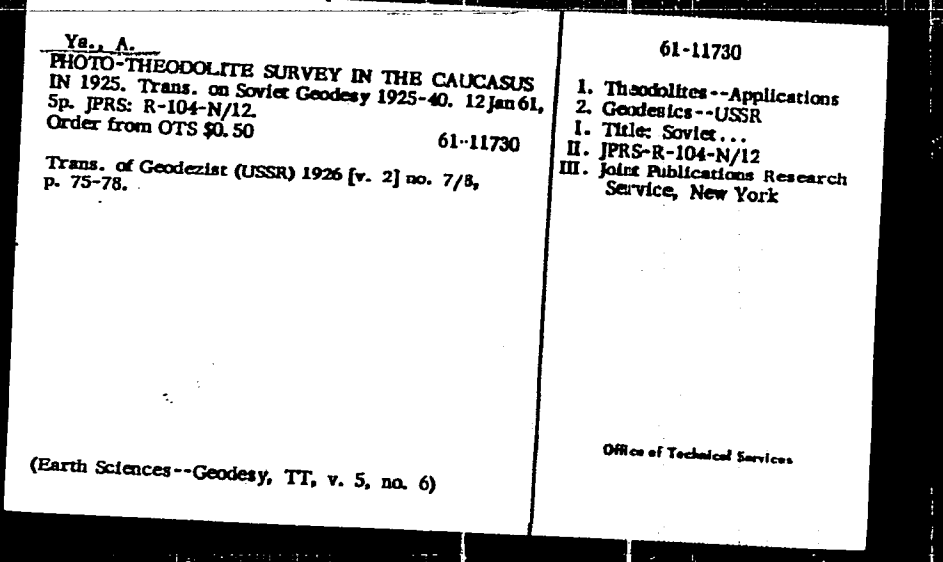 Ya., A.
PHOTO-THEODOLITE SURVEY IN THE CAUCASUS
IN 1925. Trans. on Soviet Geodesy 1925-40. 12 Jan 61,
5p. JPRS: R-104-N/12.
Order from OTS $0.50 61-11730
Trans. of Geodezist (USSR) 1926 [v. 2] no. 7/8,
p. 75-78.
(Earth Sciences--Geodesy, TT, v. 5, no. 6)
61-11730
1. Theodolites--Applications
2. Geodesics--USSR
I. Title: Soviet...
II. JPRS-R-104-N/12
III. Joint Publications Research
Service, New York
Office of Technical Services